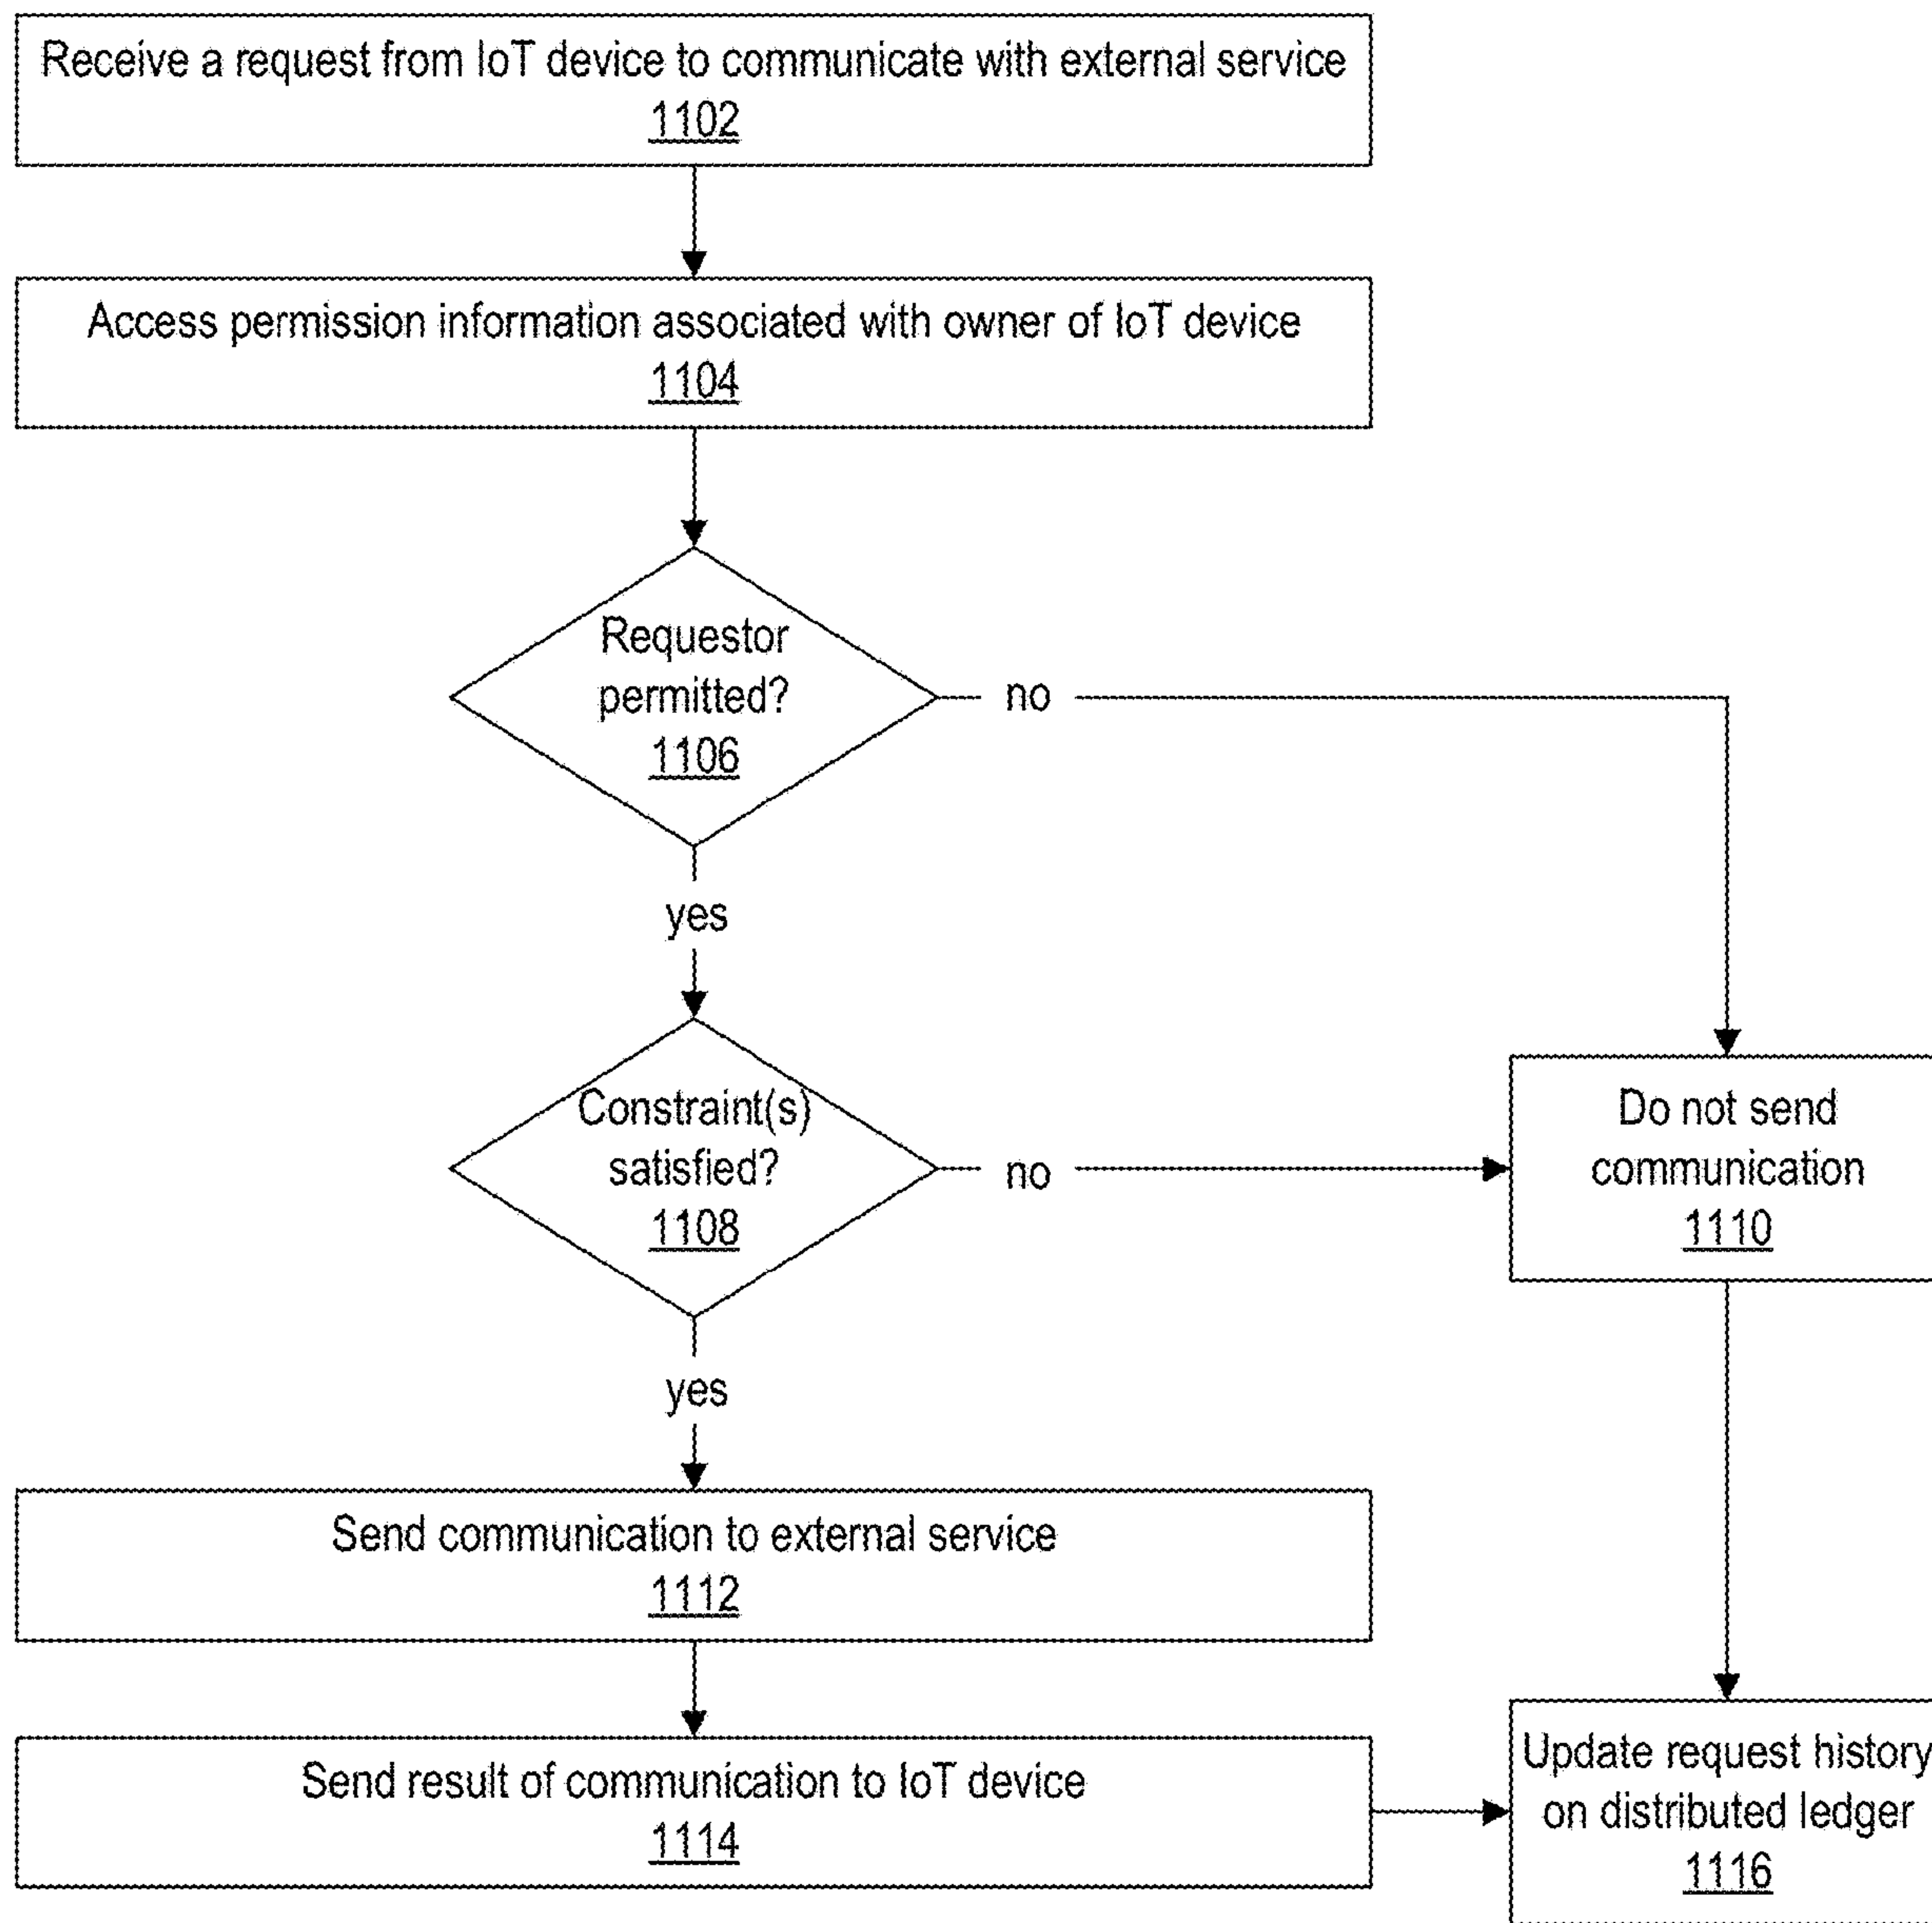 Receive a request from IoT device to communicate with external service
1102
Access permission information associated with owner of IoT device
1104
Requestor
permitted?
1106
no
yes
Constraint(s)
satisfied?
1108
no
Do not send
communication
1110
yes
Send communication to external service
1112
Send result of communication to IoT device
1114
Update request history
on distributed ledger
1116